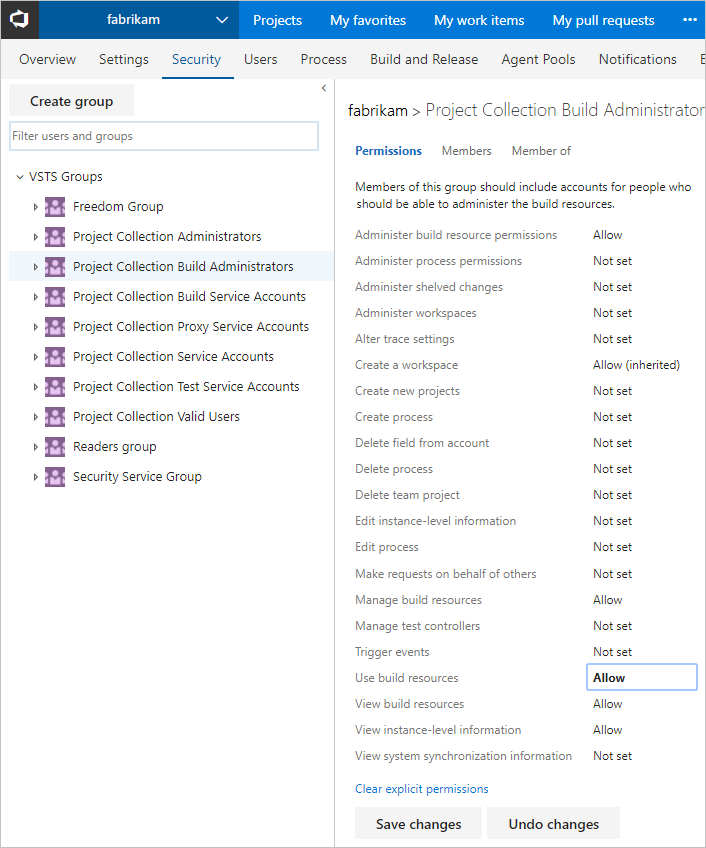 fabrikam
Projects
My favorites
My work items
My pull requests
•••
Overview
Settings
Security
Users
Process
Build and Release
Agent Pools
Notifications
Create group
Filter users and groups
VSTS Groups
Freedom Group
Project Collection Administrators
Project Collection Build Administrators
Project Collection Build Service Accounts
Project Collection Proxy Service Accounts
Project Collection Service Accounts
Project Collection Test Service Accounts
Project Collection Valid Users
Readers group
Security Service Group
fabrikam > Project Collection Build Administrator
Permissions
Members
Member of
Members of this group should include accounts for people who
should be able to administer the build resources.
Administer build resource permissions Allow
Administer process permissions Not set
Administer shelved changes Not set
Administer workspaces Not set
Alter trace settings Not set
Create a workspace Allow (inherited)
Create new projects Not set
Create process Not set
Delete field from account Not set
Delete process Not set
Delete team project Not set
Edit instance-level information Not set
Edit process Not set
Make requests on behalf of others Not set
Manage build resources Allow
Manage test controllers Not set
Trigger events Not set
Use build resources Allow
View build resources Allow
View instance-level information Allow
View system synchronization information Not set
Clear explicit permissions
Save changes
Undo changes